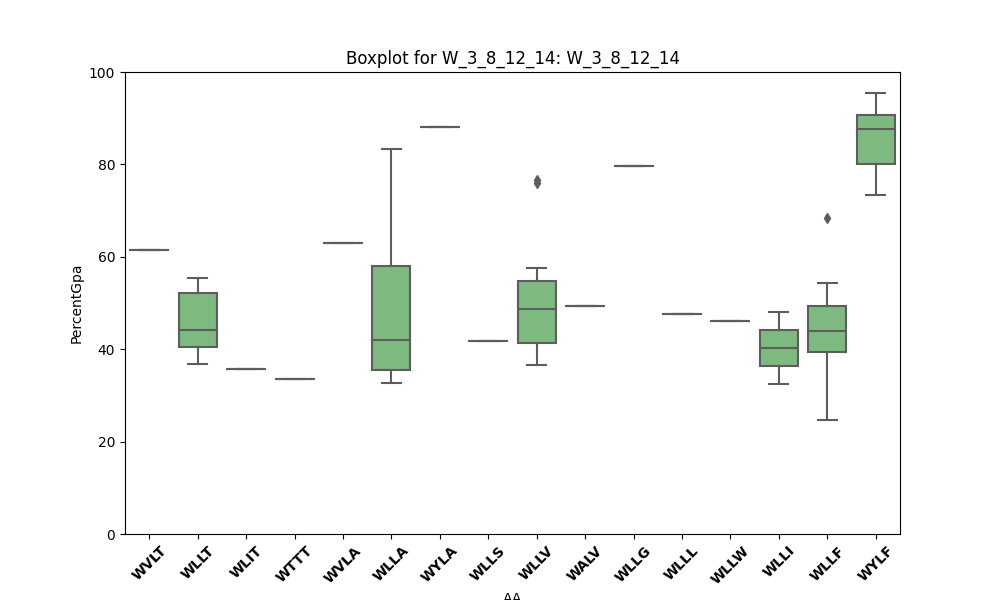 Boxplot for W_3_8_12_14: W_3_8_12_14
100
80
60
40
20
0
PercentGpa
WVLT WLLT WLIT WTTT WVLA WLLA WYLA WLLS WLLV WALV WLLG WLLL WLLW WLLI WLLF WYLF
AA